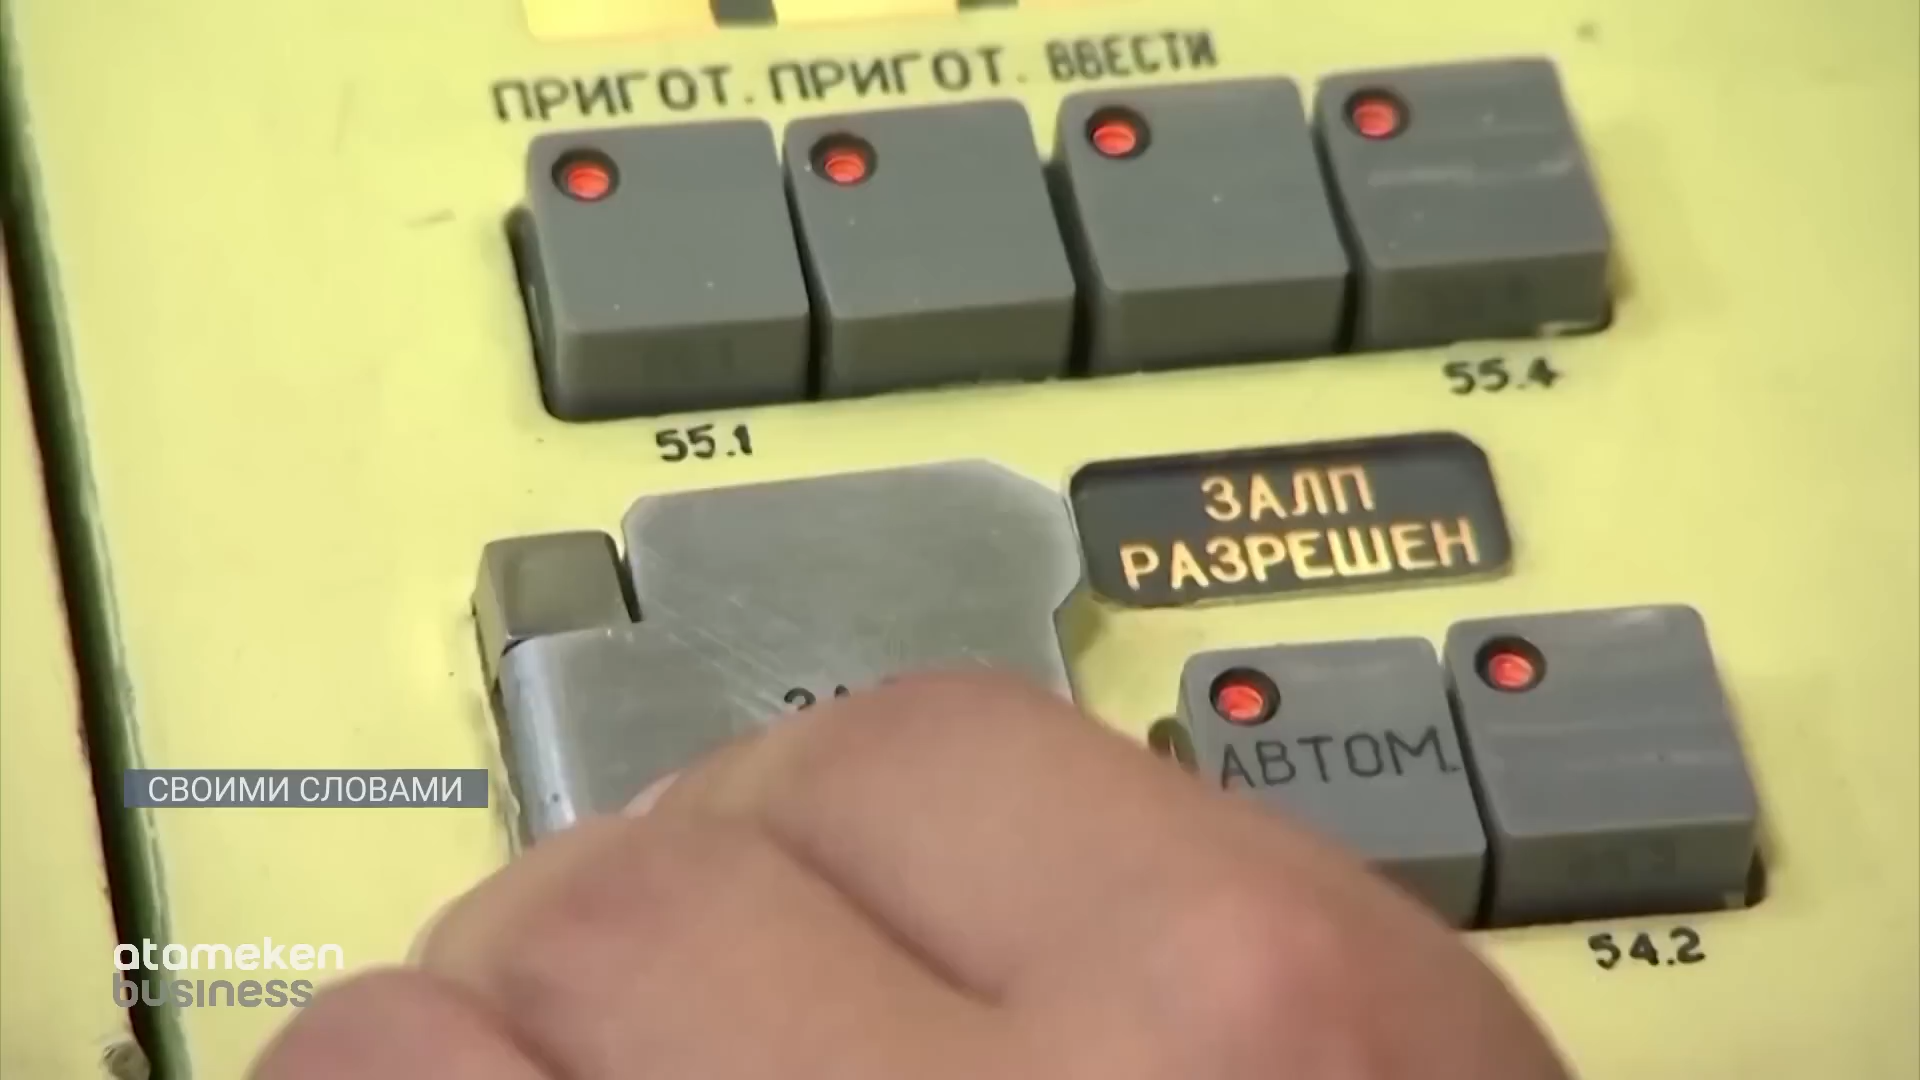 ПРИГОТ. ПРИГОТ. ВВЕСТИ
55.1
55.4
ЗАЛП
РАЗРЕШЕН
АВТОМ.
54.2
СВОИМИ СЛОВАМИ
atameken
business